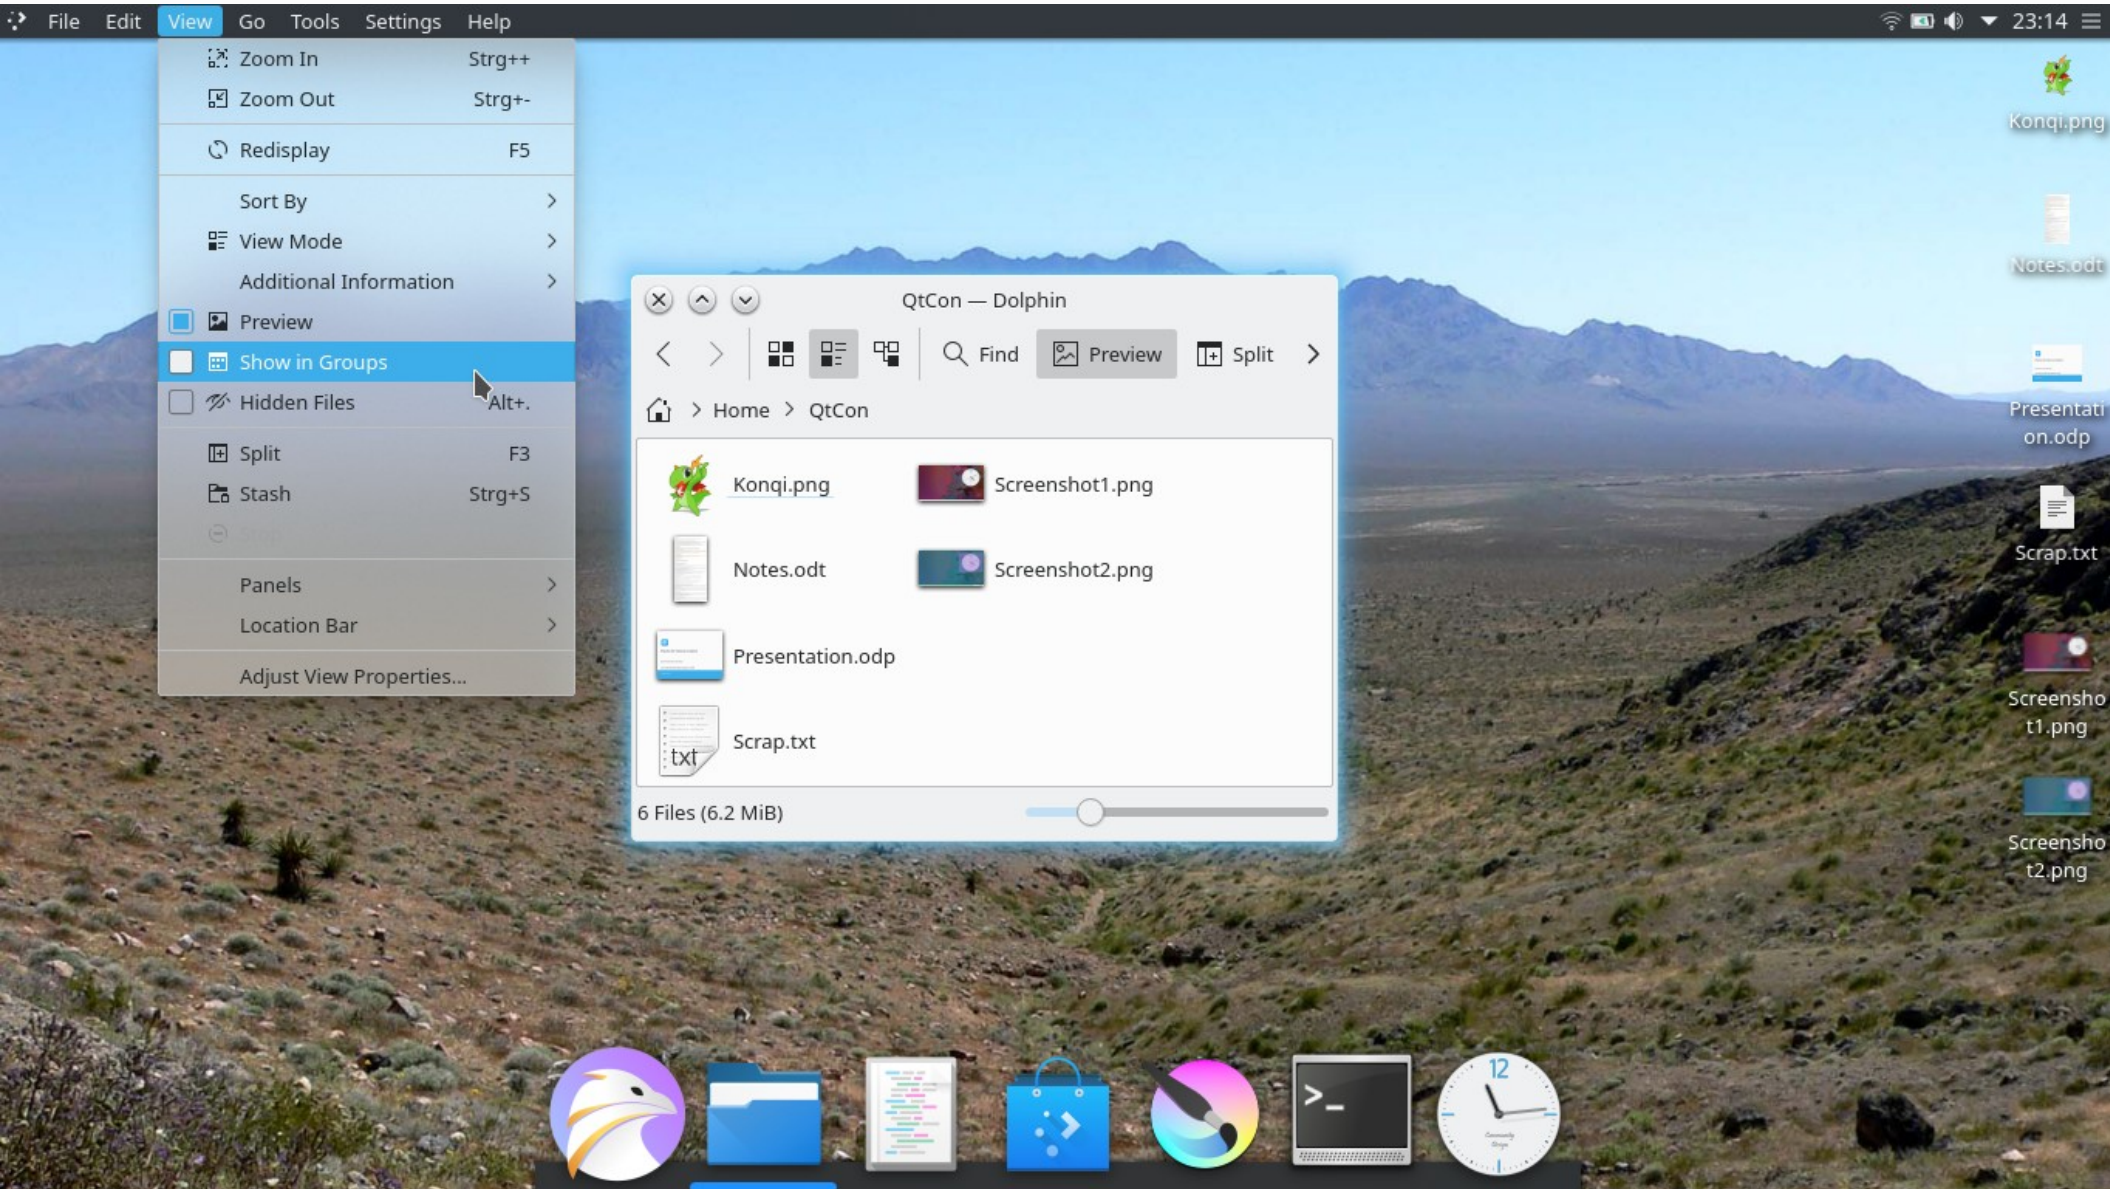 File Edit View Go Tools Settings Help
23:14
Zoom In Strg++
Zoom Out Strg+-
Redisplay F5
Sort By
View Mode
Additional Information
Preview
Show in Groups
Hidden Files Alt+.
Split F3
Stash Strg+S
Stop
Panels
Location Bar
Adjust View Properties...
QtCon — Dolphin
Find Preview Split
Home QtCon
Konqi.png Screenshot1.png
Notes.odt Screenshot2.png
Presentation.odp
txt
Scrap.txt
6 Files (6.2 MiB)
Konqi.png
Notes.odt
Presentati
on.odp
Scrap.txt
Screensho
t1.png
Screensho
t2.png
>_
12
Community
Design